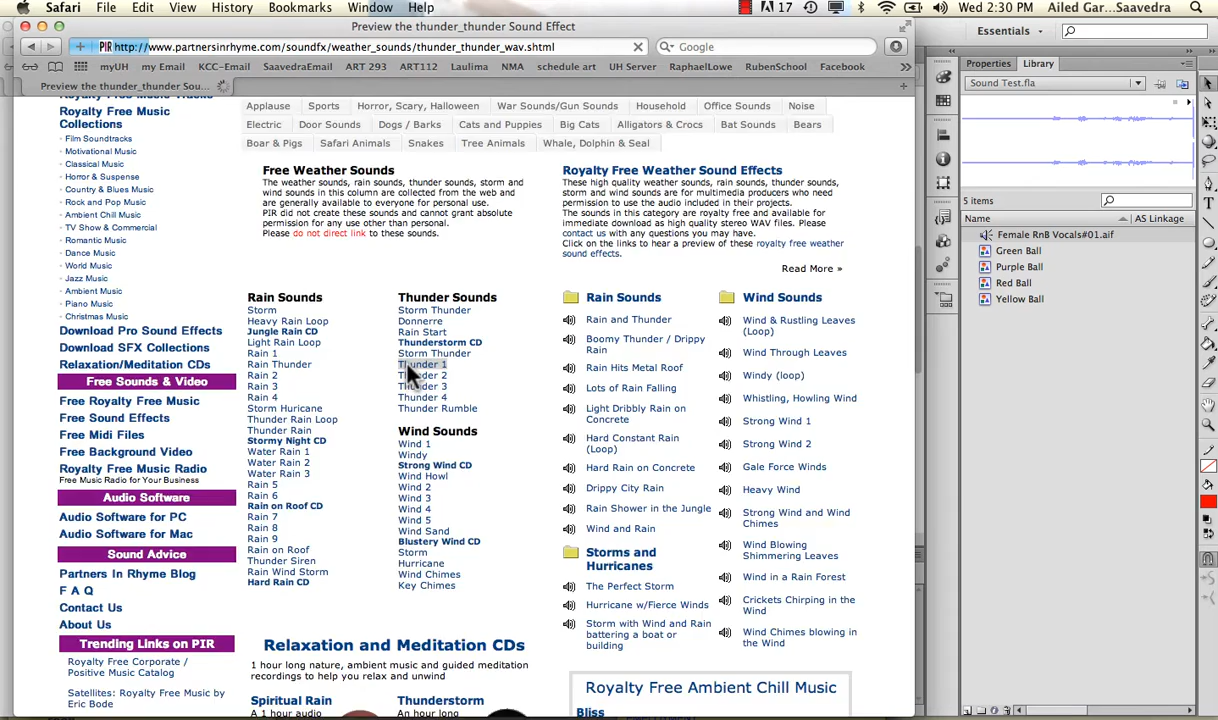 Safari File Edit View History Bookmarks Window Help 17 Wed 2:30 PM Ailed Gar...Saavedra
Preview the thunder_thunder Sound Effect
PIR http://www.partnersinrhyme.com/soundfx/weather_sounds/thunder_thunder_wav.shtml Google
myUH my Email KCC-Email SaavedraEmail ART 293 ART112 Laulima NMA schedule art UH Server RaphaelLowe RubenSchool Facebook
Preview the thunder_thunder Sou...
Royalty Free Music
Collections
Film Soundtracks
Motivational Music
Classical Music
Horror & Suspense
Country & Blues Music
Rock and Pop Music
Ambient Chill Music
TV Show & Commercial
Romantic Music
Dance Music
World Music
Jazz Music
Ambient Music
Piano Music
Christmas Music
Download Pro Sound Effects
Download SFX Collections
Relaxation/Meditation CDs
Free Sounds & Video
Free Royalty Free Music
Free Sound Effects
Free Midi Files
Free Background Video
Royalty Free Music Radio
Free Music Radio for Your Business
Audio Software
Audio Software for PC
Audio Software for Mac
Sound Advice
Partners In Rhyme Blog
F A Q
Contact Us
About Us
Trending Links on PIR
Royalty Free Corporate /
Positive Music Catalog
Satellites: Royalty Free Music by
Eric Bode
Applause Sports Horror, Scary, Halloween War Sounds/Gun Sounds Household Office Sounds Noise
Electric Door Sounds Dogs / Barks Cats and Puppies Big Cats Alligators & Crocs Bat Sounds Bears
Boar & Pigs Safari Animals Snakes Tree Animals Whale, Dolphin & Seal
Free Weather Sounds
The weather sounds, rain sounds, thunder sounds, storm and
wind sounds in this column are collected from the web and
are generally available to everyone for personal use.
PIR did not create these sounds and cannot grant absolute
permission for any use other than personal.
Please do not direct link to these sounds.
Royalty Free Weather Sound Effects
These high quality weather sounds, rain sounds, thunder sounds,
storm and wind sounds are for multimedia producers who need
permission to use the audio included in their projects.
The sounds in this category are royalty free and available for
immediate download as high quality stereo WAV files. Please
contact us with any questions you may have.
Click on the links to hear a preview of these royalty free weather
sound effects.
Read More »
Rain Sounds
Storm
Heavy Rain Loop
Jungle Rain CD
Light Rain Loop
Rain 1
Rain Thunder
Rain 2
Rain 3
Rain 4
Storm Huricane
Thunder Rain Loop
Thunder Rain
Stormy Night CD
Water Rain 1
Water Rain 2
Water Rain 3
Rain 5
Rain 6
Rain on Roof CD
Rain 7
Rain 8
Rain 9
Rain on Roof
Thunder Siren
Rain Wind Storm
Hard Rain CD
Thunder Sounds
Storm Thunder
Donnerre
Rain Start
Thunderstorm CD
Storm Thunder
Thunder 1
Thunder 2
Thunder 3
Thunder 4
Thunder Rumble
Wind Sounds
Wind 1
Windy
Strong Wind CD
Wind Howl
Wind 2
Wind 3
Wind 4
Wind 5
Wind Sand
Blustery Wind CD
Storm
Hurricane
Wind Chimes
Key Chimes
Rain Sounds
Rain and Thunder
Boomy Thunder / Drippy
Rain
Rain Hits Metal Roof
Lots of Rain Falling
Light Dribbly Rain on
Concrete
Hard Constant Rain
(Loop)
Hard Rain on Concrete
Drippy City Rain
Rain Shower in the Jungle
Wind and Rain
Storms and
Hurricanes
The Perfect Storm
Hurricane w/Fierce Winds
Storm with Wind and Rain
battering a boat or
building
Wind Sounds
Wind & Rustling Leaves
(Loop)
Wind Through Leaves
Windy (loop)
Whistling, Howling Wind
Strong Wind 1
Strong Wind 2
Gale Force Winds
Heavy Wind
Strong Wind and Wind
Chimes
Wind Blowing
Shimmering Leaves
Wind in a Rain Forest
Crickets Chirping in the
Wind
Wind Chimes blowing in
the Wind
Relaxation and Meditation CDs
1 hour long nature, ambient music and guided meditation
recordings to help you relax and unwind
Spiritual Rain
A 1 hour audio
Thunderstorm
An hour long
Royalty Free Ambient Chill Music
Bliss
Essentials
Properties Library
Sound Test.fla
5 items
Name AS Linkage
Female RnB Vocals#01.aif
Green Ball
Purple Ball
Red Ball
Yellow Ball